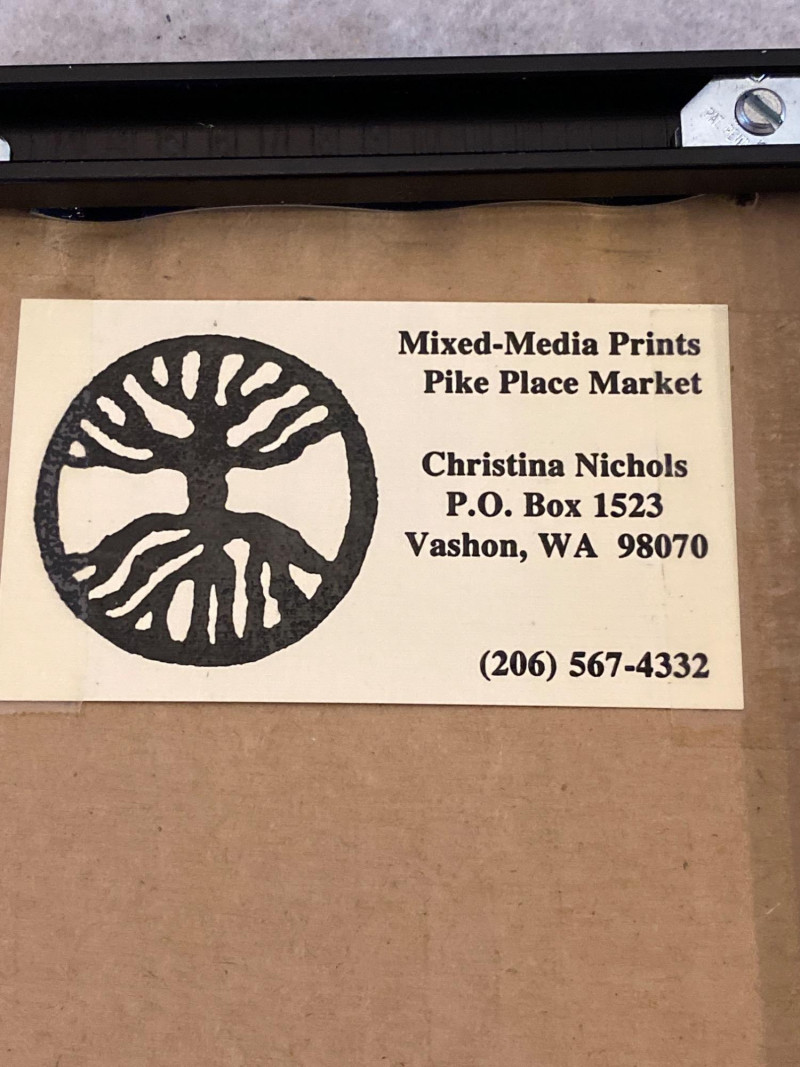 Mixed-Media Prints
Pike Place Market
Christina Nichols
P.O. Box 1523
Vashon, WA 98070
(206) 567-4332